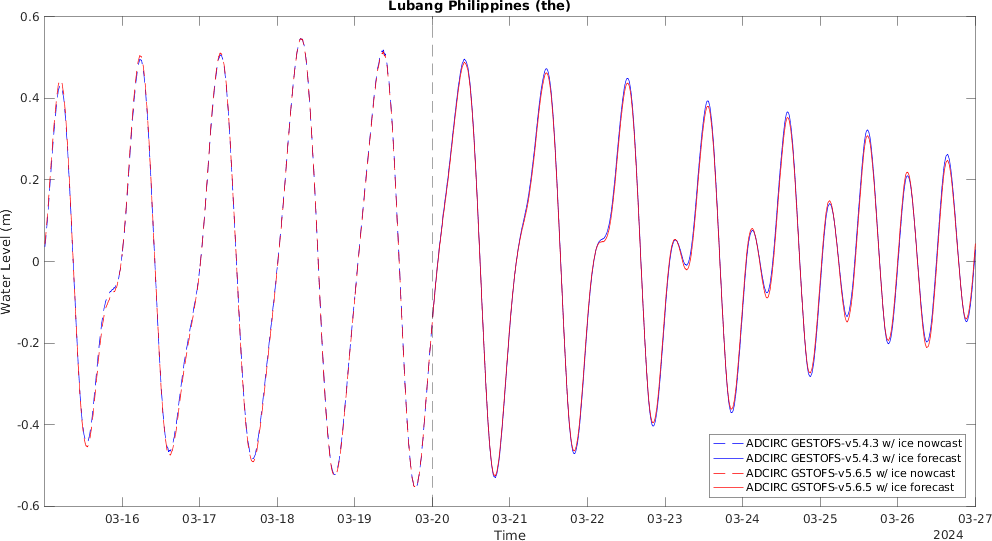 Lubang Philippines (the)
0.6
0.4
0.2
0
-0.2
-0.4
-0.6
Water Level (m)
ADCIRC GESTOFS-v5.4.3 w/ ice nowcast
ADCIRC GESTOFS-v5.4.3 w/ ice forecast
ADCIRC GSTOFS-v5.6.5 w/ ice nowcast
ADCIRC GSTOFS-v5.6.5 w/ ice forecast
03-16 03-17 03-18 03-19 03-20 03-21 03-22 03-23 03-24 03-25 03-26 03-27
Time
2024